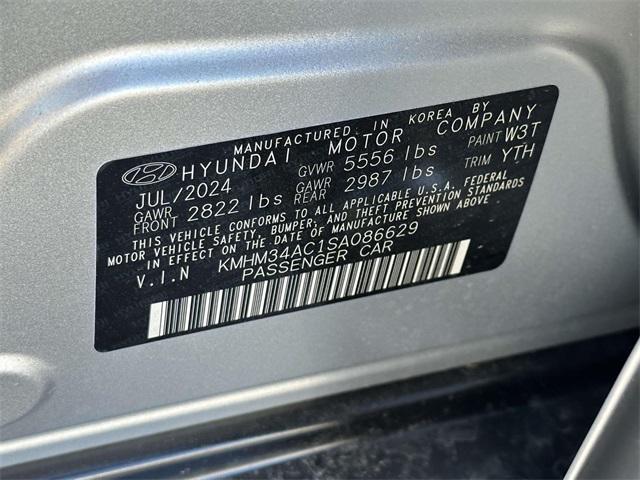 MANUFACTURED IN KOREA BY
HYUNDAI MOTOR COMPANY
JUL/2024 GVWR 5556 lbs PAINT W3T
GAWR FRONT 2822 lbs GAWR REAR 2987 lbs TRIM YTH
THIS VEHICLE CONFORMS TO ALL APPLICABLE U.S.A. FEDERAL
MOTOR VEHICLE SAFETY, BUMPER, AND THEFT PREVENTION STANDARDS
IN EFFECT ON THE DATE OF MANUFACTURE SHOWN ABOVE.
V.I.N KMHM34AC1SA086629
PASSENGER CAR